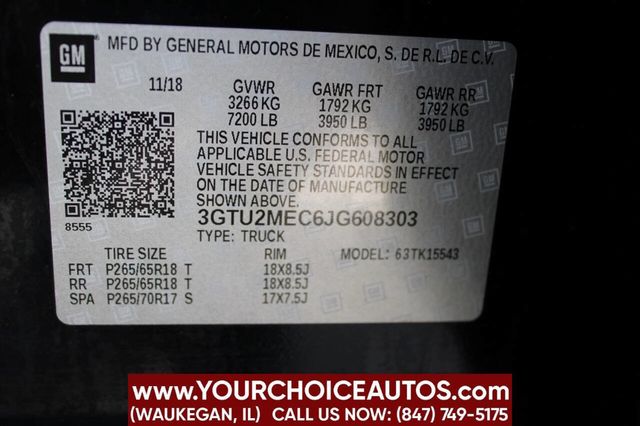 GM
MFD BY GENERAL MOTORS DE MEXICO, S. DE R.L. DE C.V.
11/18 GVWR GAWR FRT GAWR RR
3266 KG 1792 KG 1792 KG
7200 LB 3950 LB 3950 LB
THIS VEHICLE CONFORMS TO ALL
APPLICABLE U.S. FEDERAL MOTOR
VEHICLE SAFETY STANDARDS IN EFFECT
ON THE DATE OF MANUFACTURE
SHOWN ABOVE.
3GTU2MEC6JG608303
8555
TYPE: TRUCK MODEL: 63TK15543
TIRE SIZE RIM
FRT P265/65R18 T 18X8.5J
RR P265/65R18 T 18X8.5J
SPA P265/70R17 S 17X7.5J
WWW.YOURCHOICEAUTOS.COM
(WAUKEGAN, IL) CALL US FROM: (847) 749-5175